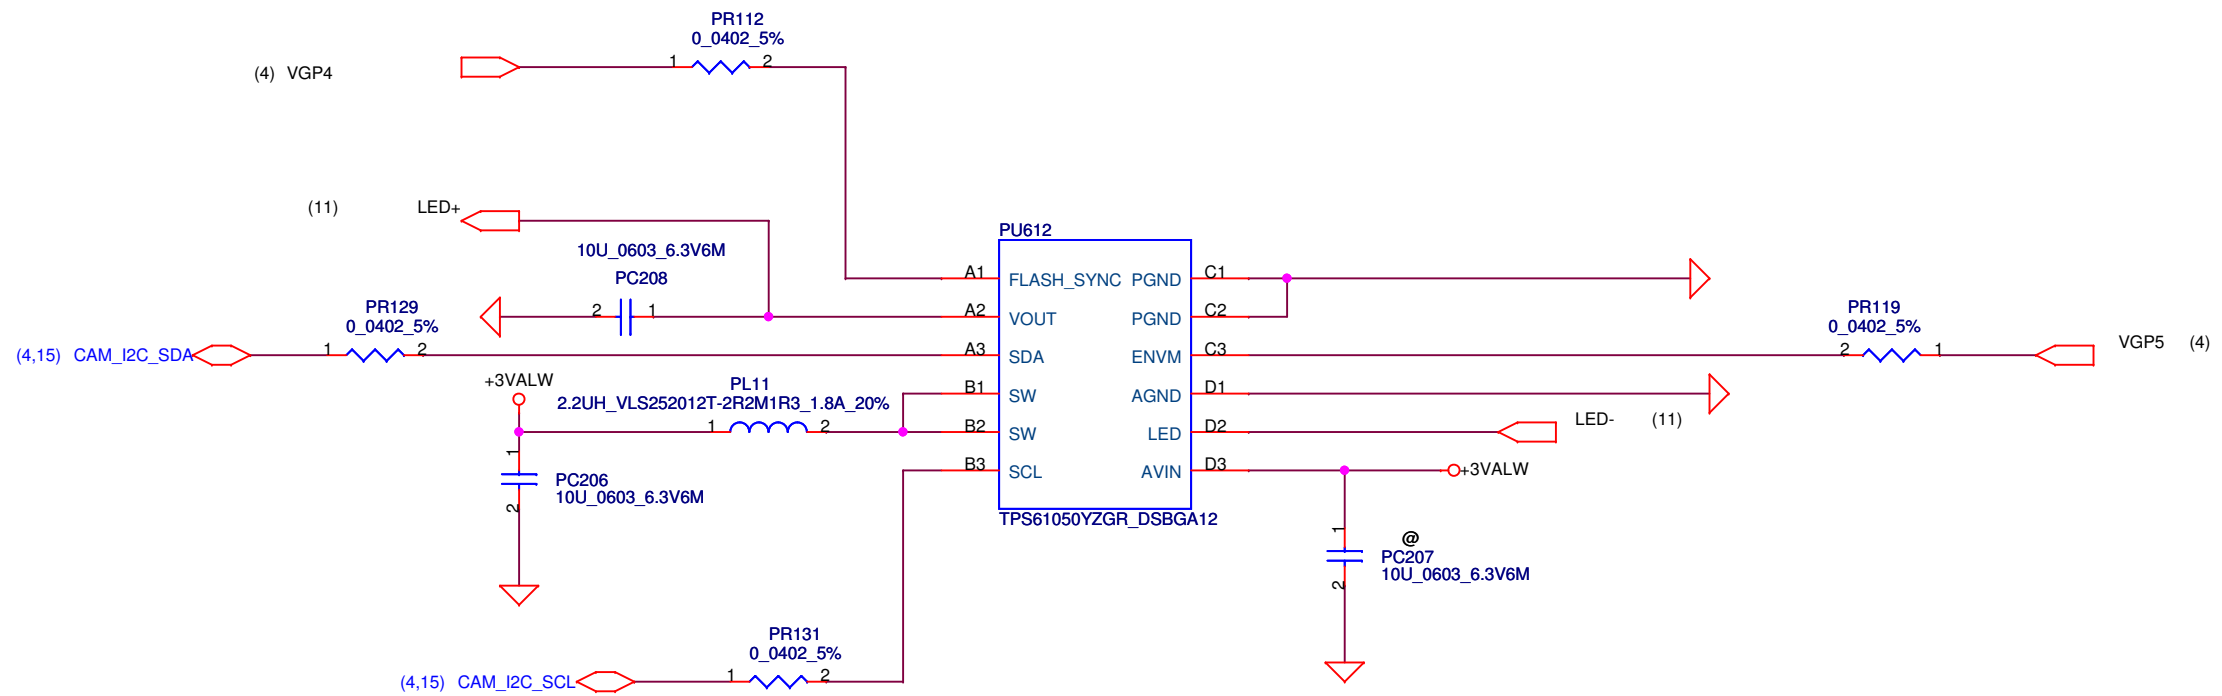 PR112
0_0402_5%
(4) VGP4
1 2
(11) LED+
10U_0603_6.3V6M
PC208
2 1
PR129
0_0402_5%
(4,15) CAM_I2C_SDA
1 2
+3VALW
PL11
2.2UH_VLS252012T-2R2M1R3_1.8A_20%
1 2
1
PC206
10U_0603_6.3V6M
2
PR131
0_0402_5%
(4,15) CAM_I2C_SCL
1 2
PU612
A1 FLASH_SYNC PGND C1
A2 VOUT PGND C2
A3 SDA ENVM C3
B1 SW AGND D1
B2 SW LED D2
B3 SCL AVIN D3
TPS61050YZGR_DSBGA12
PR119
0_0402_5%
2 1
VGP5 (4)
LED- (11)
+3VALW
1
@
PC207
10U_0603_6.3V6M
2